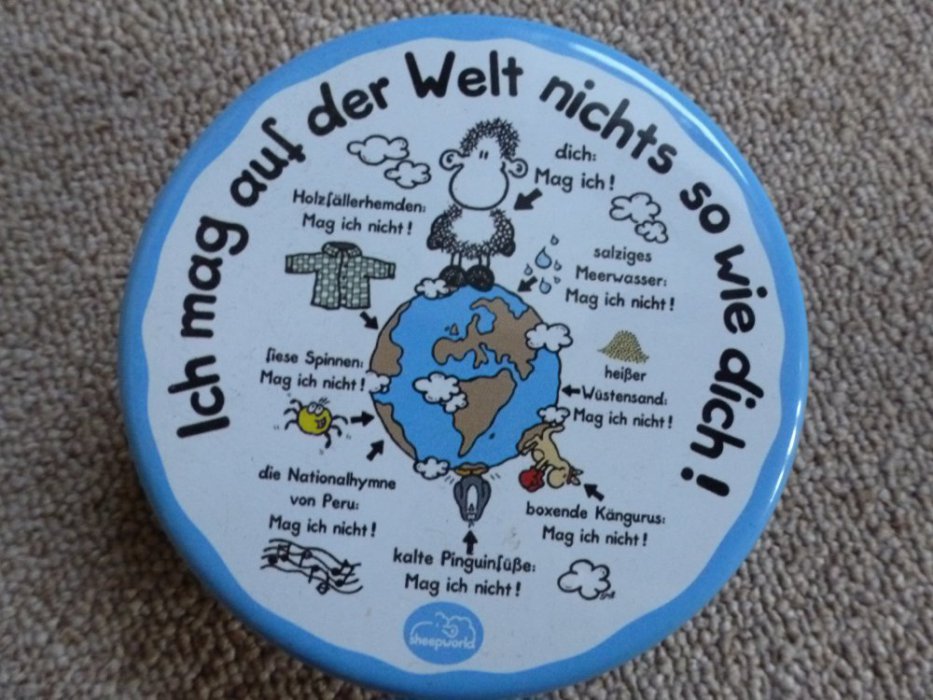 Ich mag auf der Welt nichts so wie dich!
dich:
Mag ich!
Holzfällerhemden:
Mag ich nicht!
salziges
Meerwasser:
Mag ich nicht!
fiese Spinnen:
Mag ich nicht!
heißer
Wüstensand:
Mag ich nicht!
die Nationalhymne
von Peru:
Mag ich nicht!
boxende Kängurus:
Mag ich nicht!
kalte Pinguinfüße:
Mag ich nicht!
sheepworld